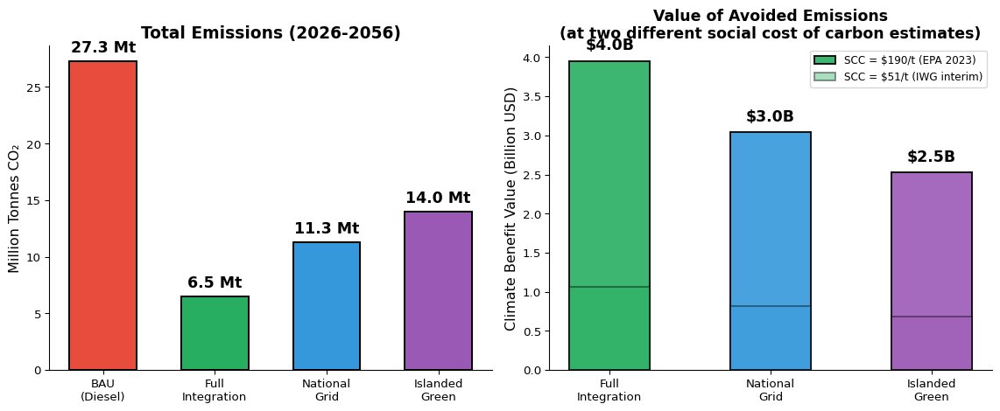 Total Emissions (2026-2056)
Million Tonnes CO₂
25
20
15
10
5
0
27.3 Mt
6.5 Mt
11.3 Mt
14.0 Mt
BAU
(Diesel)
Full
Integration
National
Grid
Islanded
Green
Value of Avoided Emissions
(at two different social cost of carbon estimates)
Climate Benefit Value (Billion USD)
4.0
3.5
3.0
2.5
2.0
1.5
1.0
0.5
0.0
$4.0B
$3.0B
$2.5B
SCC = $190/t (EPA 2023)
SCC = $51/t (IWG interim)
Full
Integration
National
Grid
Islanded
Green